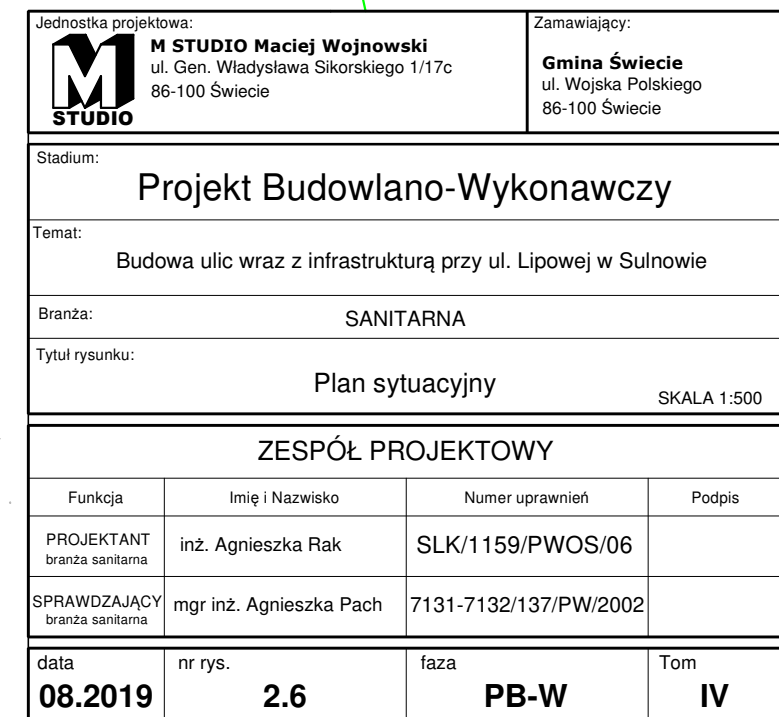 Jednostka projektowa:
M STUDIO
M STUDIO Maciej Wojnowski
ul. Gen. Władysława Sikorskiego 1/17c
86-100 Świecie
Zamawiający:
Gmina Świecie
ul. Wojska Polskiego
86-100 Świecie
Stadium:
Projekt Budowlano-Wykonawczy
Temat:
Budowa ulic wraz z infrastrukturą przy ul. Lipowej w Sulnowie
Branża:
SANITARNA
Tytuł rysunku:
Plan sytuacyjny
SKALA 1:500
ZESPÓŁ PROJEKTOWY
Funkcja Imię i Nazwisko Numer uprawnień Podpis
PROJEKTANT
branża sanitarna
inż. Agnieszka Rak SLK/1159/PWOS/06
SPRAWDZAJĄCY
branża sanitarna
mgr inż. Agnieszka Pach 7131-7132/137/PW/2002
data nr rys. faza Tom
08.2019 2.6 PB-W IV